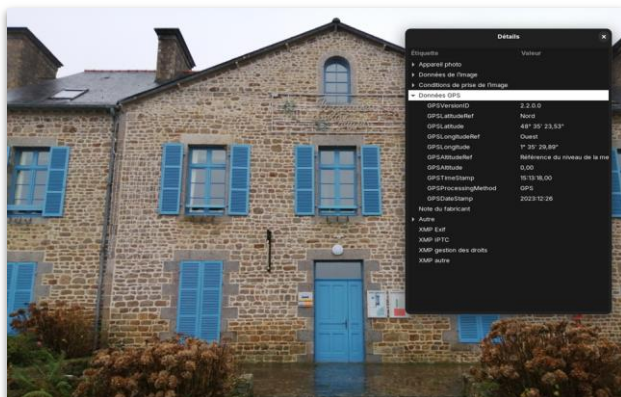 Détails
Étiquette Valeur
Appareil photo
Données de l'image
Conditions de prise de l'image
Données GPS
GPSVersionID 2.2.0.0
GPSLatitudeRef Nord
GPSLatitude 48° 35' 23,53"
GPSLongitudeRef Ouest
GPSLongitude 1° 35' 29,89"
GPSAltitudeRef Référence du niveau de la me
GPSAltitude 0,00
GPSTimeStamp 15:13:18,00
GPSProcessingMethod GPS
GPSDateStamp 2023:12:26
Note du fabricant
Autre
XMP Exif
XMP IPTC
XMP gestion des droits
XMP autre